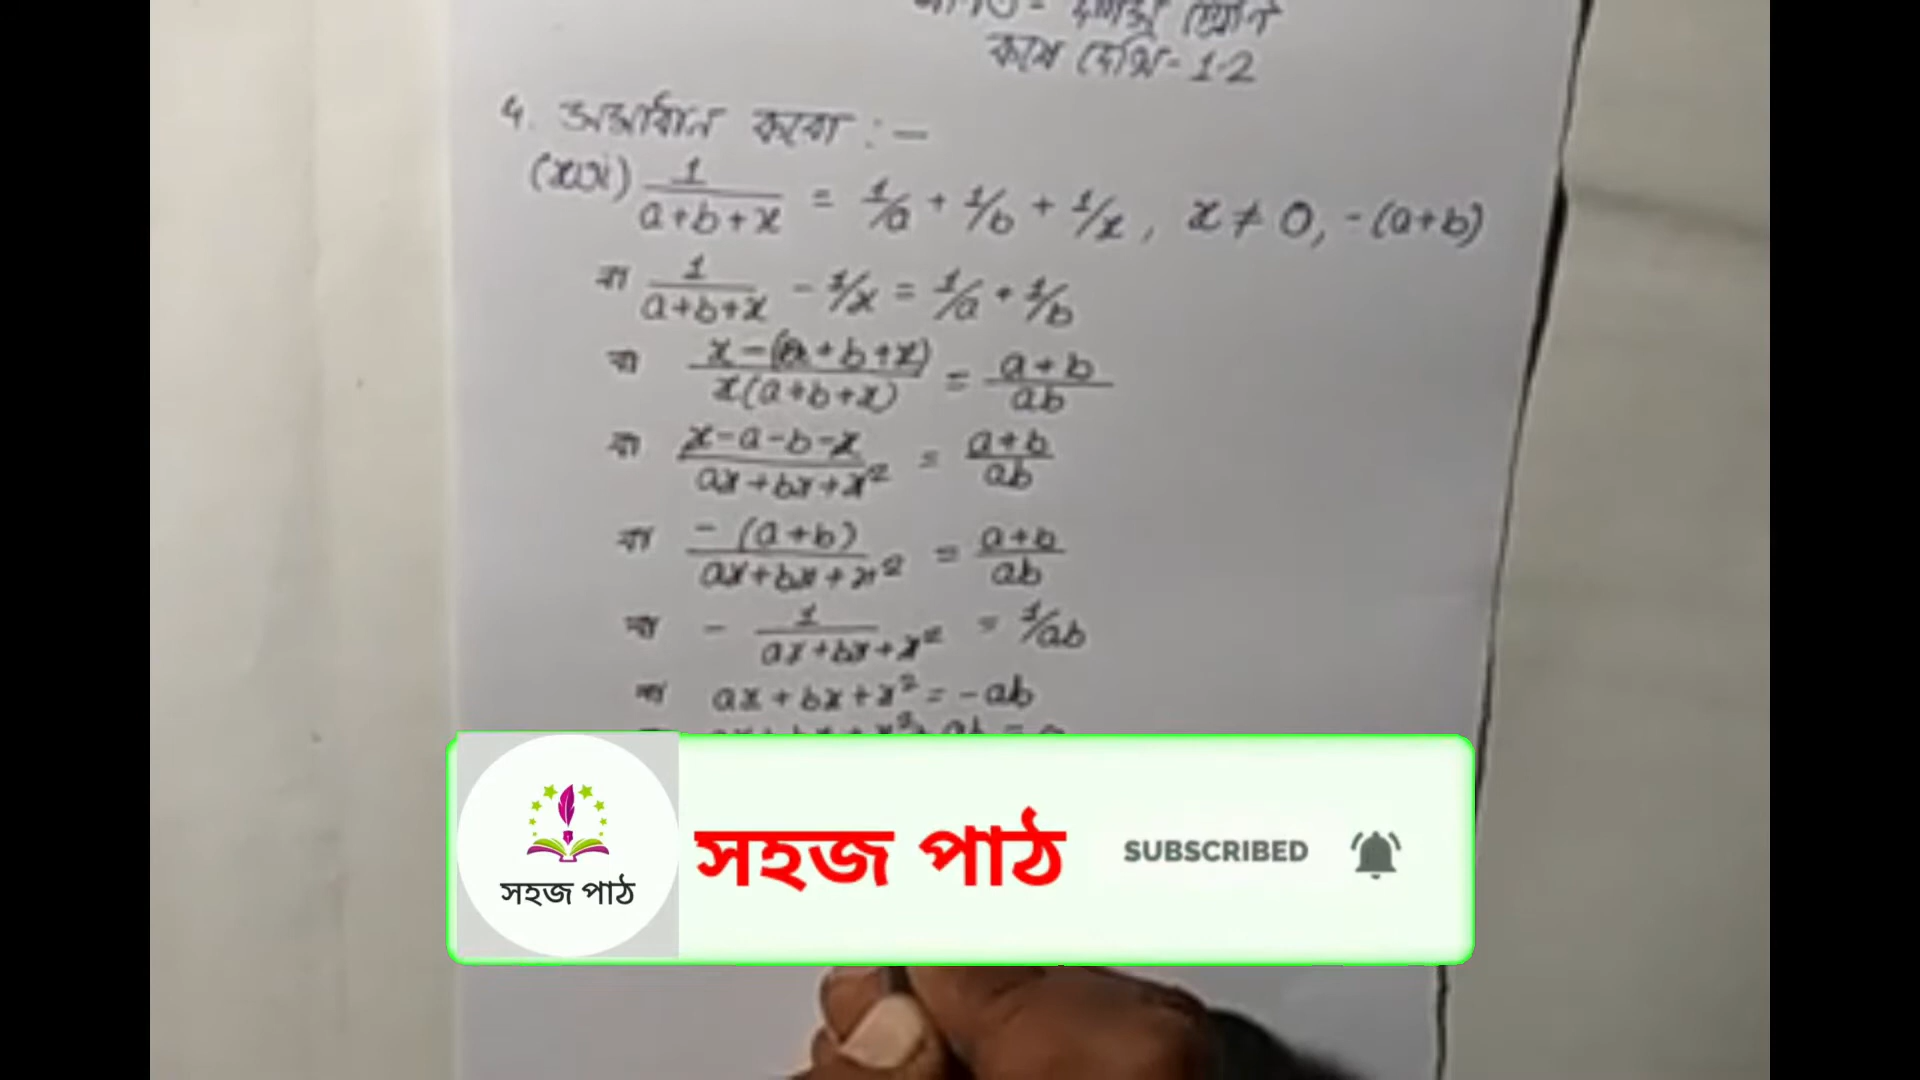 কষে দেখি - 1.2
4. সমাধান করো : —
(xvi) 1/(a+b+x) = 1/a + 1/b + 1/x, x ≠ 0, -(a+b)
বা 1/(a+b+x) - 1/x = 1/a + 1/b
বা (x-(a+b+x))/(x(a+b+x)) = (a+b)/(ab)
বা (x-a-b-x)/(ax+bx+x²) = (a+b)/(ab)
বা (-(a+b))/(ax+bx+x²) = (a+b)/(ab)
বা - 1/(ax+bx+x²) = 1/ab
বা ax+bx+x² = -ab
সহজ পাঠ
সহজ পাঠ SUBSCRIBED